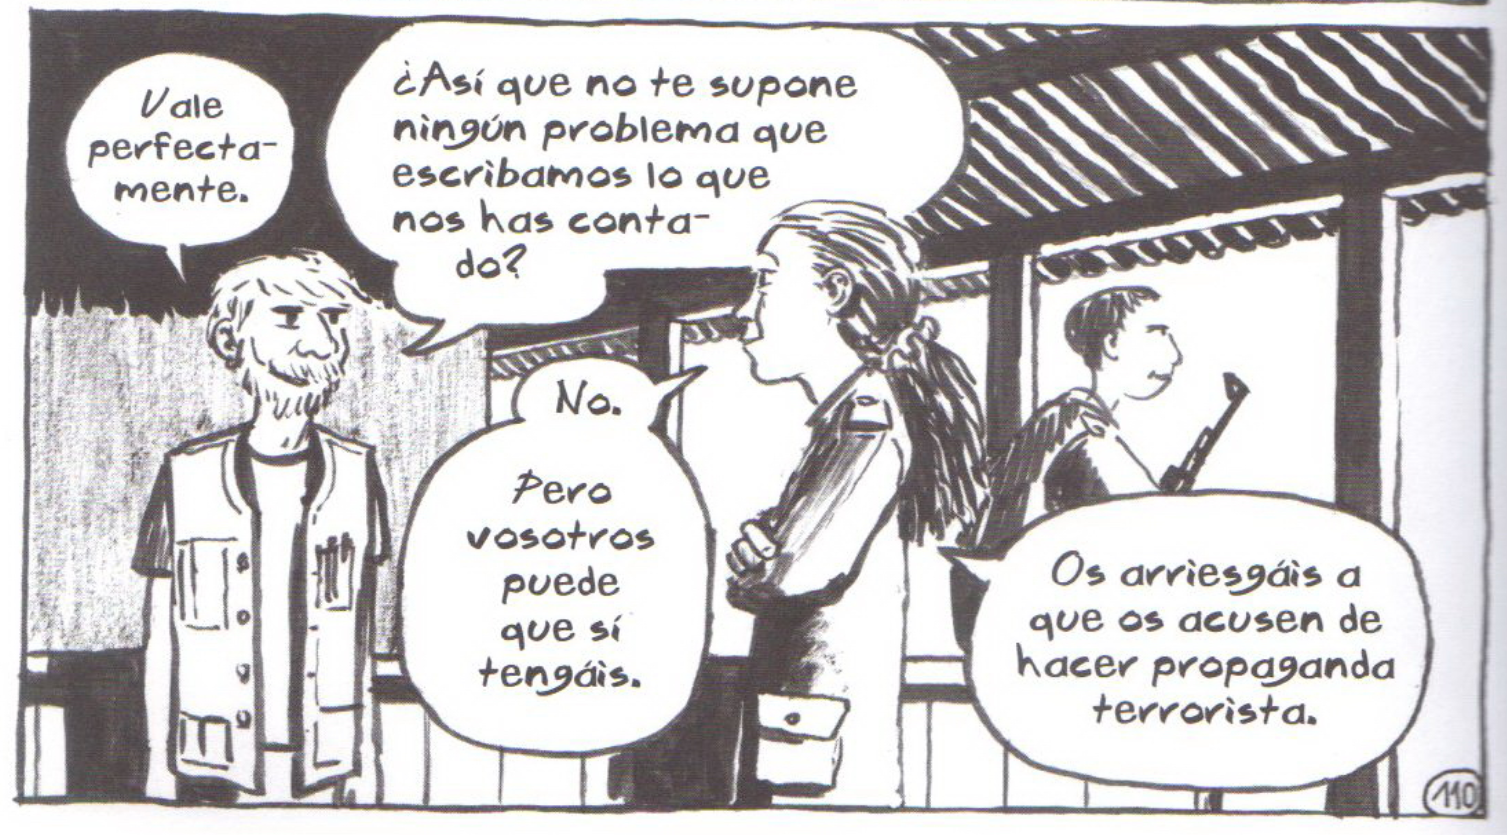 Vale
perfecta-
mente.
¿Así que no te supone
ningún problema que
escribamos lo que
nos has conta-
do?
No.
Pero
vosotros
puede
que sí
tengáis.
Os arriesgáis a
que os acusen de
hacer propaganda
terrorista.
110